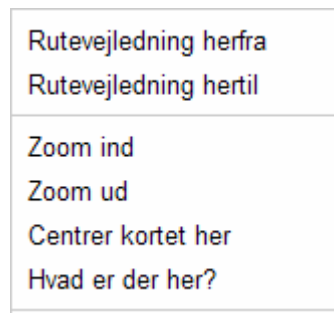 Rutevejledning herfra
Rutevejledning hertil
Zoom ind
Zoom ud
Centrer kortet her
Hvad er der her?